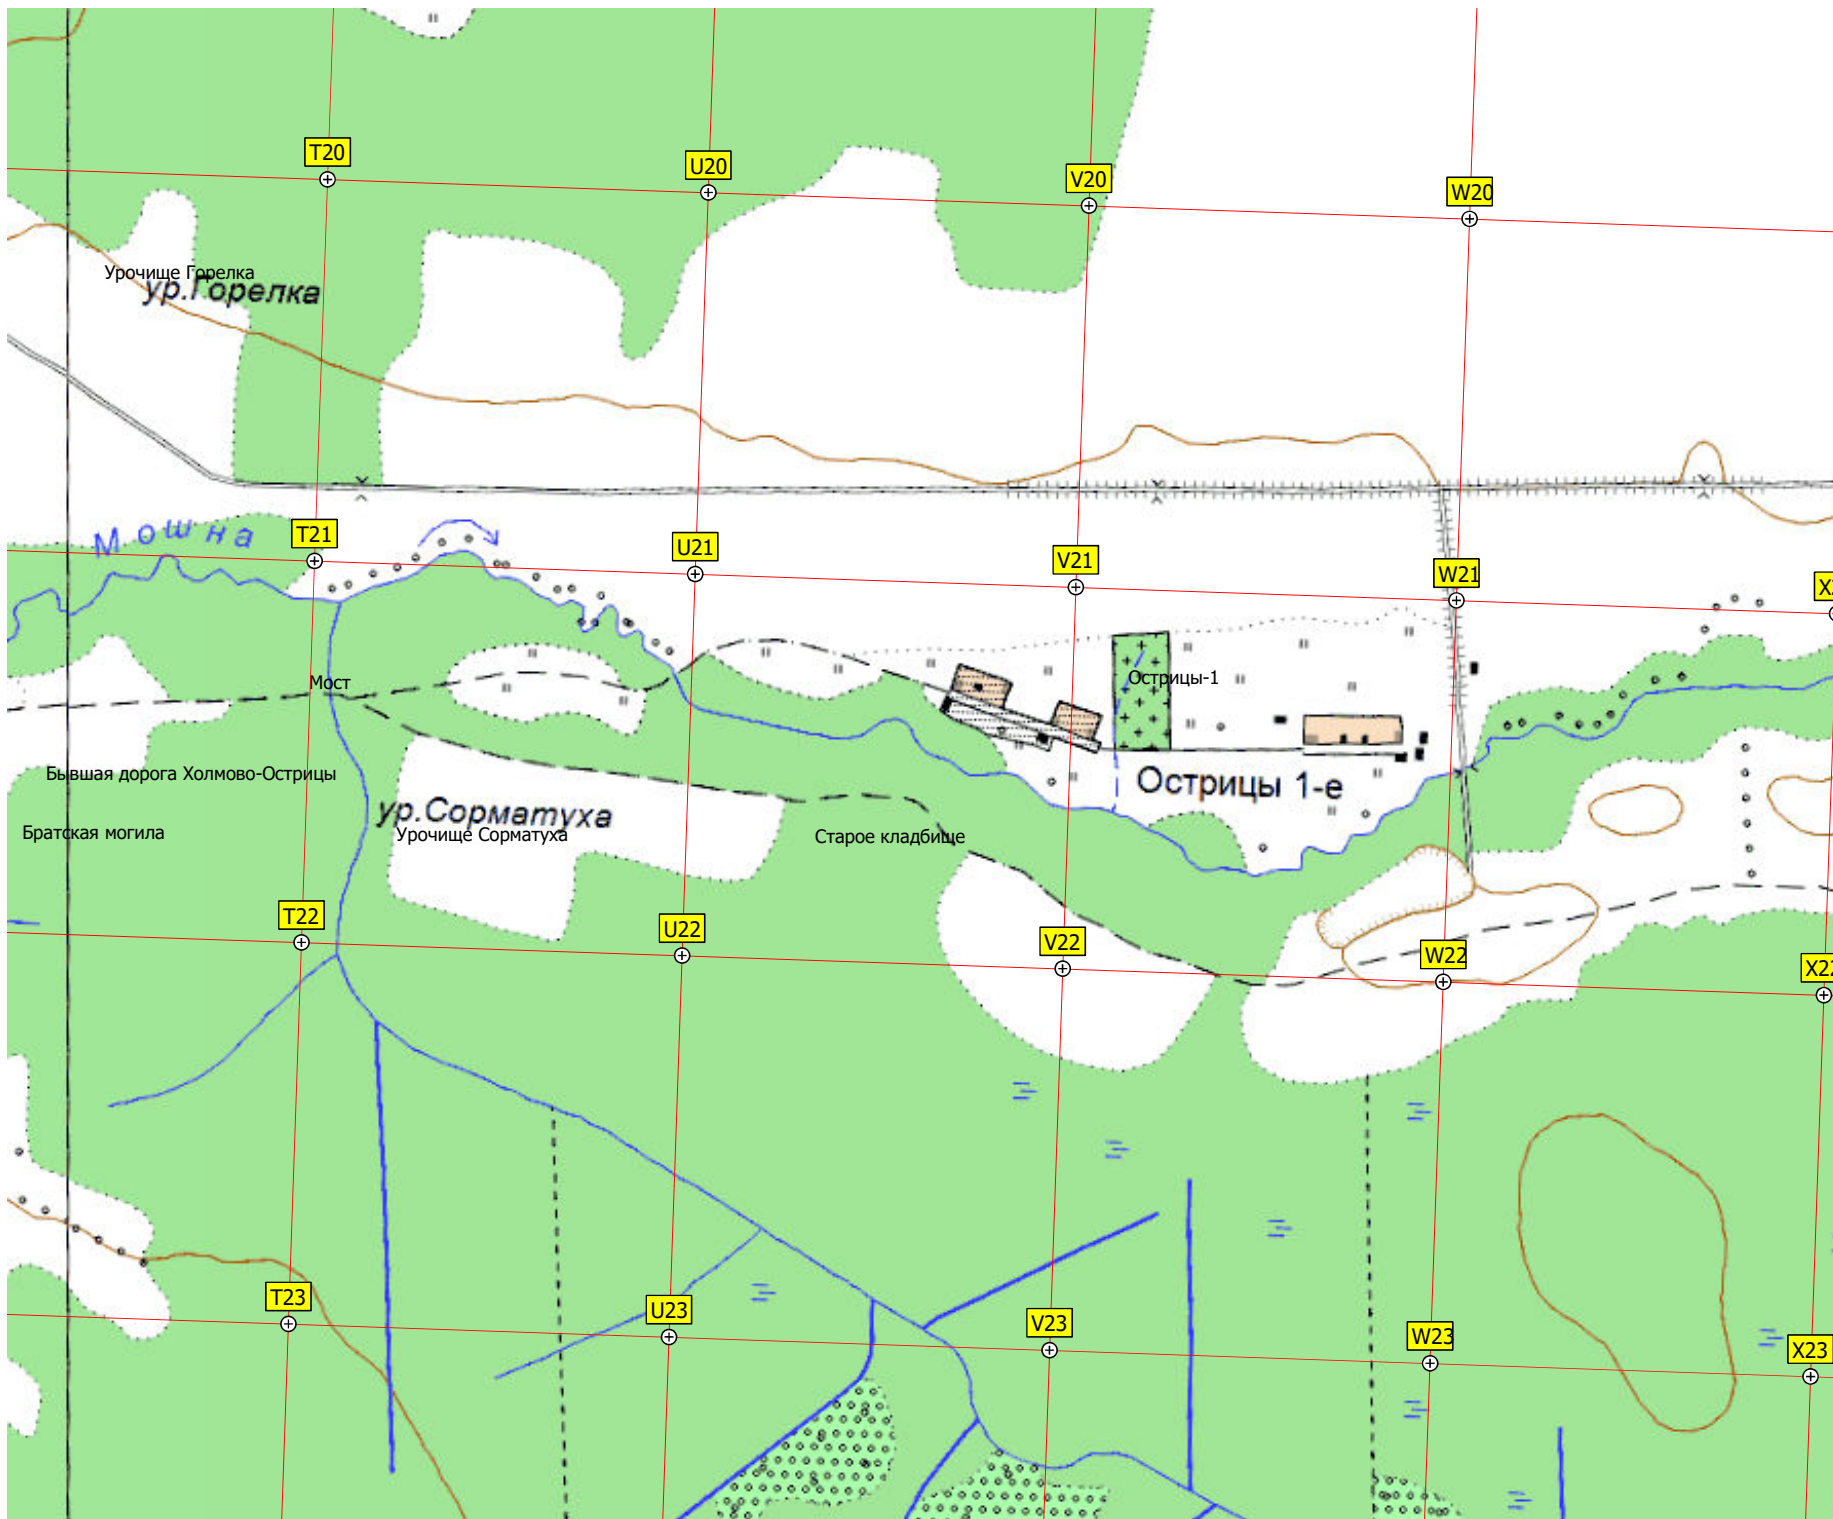 T20
U20
V20
W20
Урочище Горелка
ур.Горелка
Мошна
T21
U21
V21
W21
Мост
Острицы-1
Бывшая дорога Холмово-Острицы
Острицы 1-е
ур.Сорматуха
Братская могила
Урочище Сорматуха
Старое кладбище
T22
U22
V22
W22
X22
T23
U23
V23
W23
X23